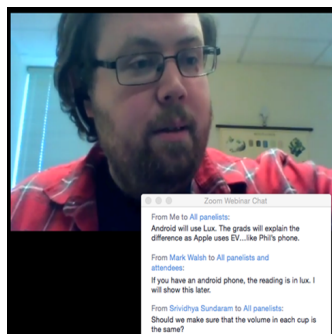 Zoom Webinar Chat
From Me to All panelists:
Android will use Lux. The grads will explain the
difference as Apple uses EV...like Phil's phone.
From Mark Walsh to All panelists and
attendees:
If you have an android phone, the reading is in lux. I
will show this later.
From Srividhya Sundaram to All panelists:
Should we make sure that the volume in each cup is
the same?